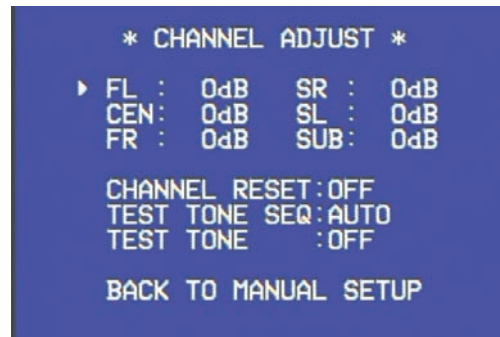 * CHANNEL ADJUST *
FL : 0dB SR : 0dB
CEN: 0dB SL : 0dB
FR : 0dB SUB: 0dB
CHANNEL RESET:OFF
TEST TONE SEQ:AUTO
TEST TONE :OFF
BACK TO MANUAL SETUP